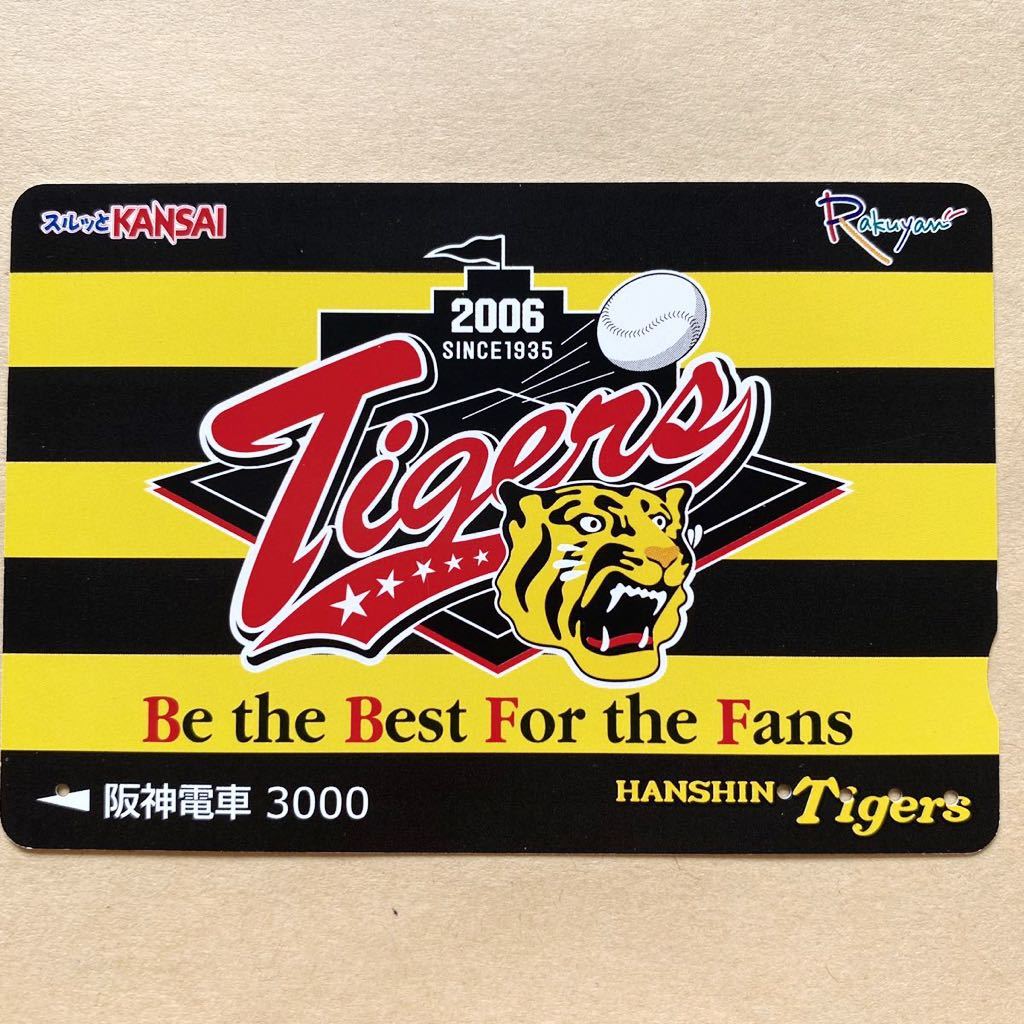 スルッとKANSAI
Rakuyan
2006
SINCE1935
Tigers
Be the Best For the Fans
阪神電車 3000
HANSHIN Tigers